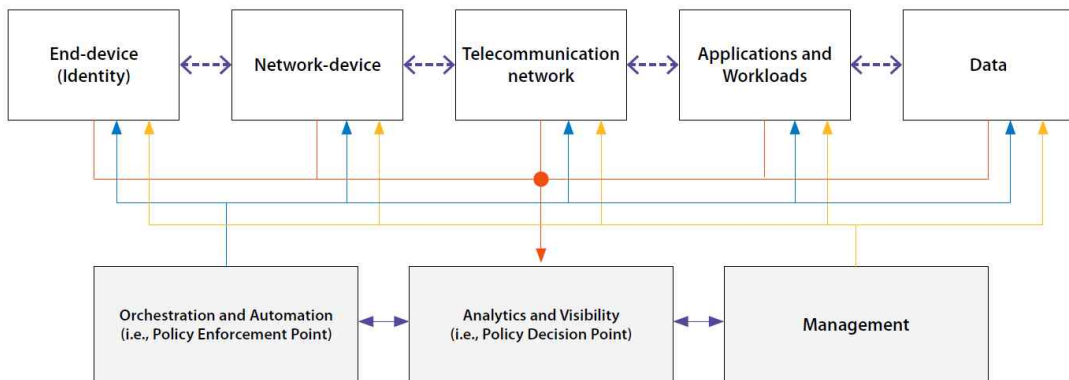 End-device
(Identity)
Network-device
Telecommunication
network
Applications and
Workloads
Data
Orchestration and Automation
(i.e., Policy Enforcement Point)
Analytics and Visibility
(i.e., Policy Decision Point)
Management